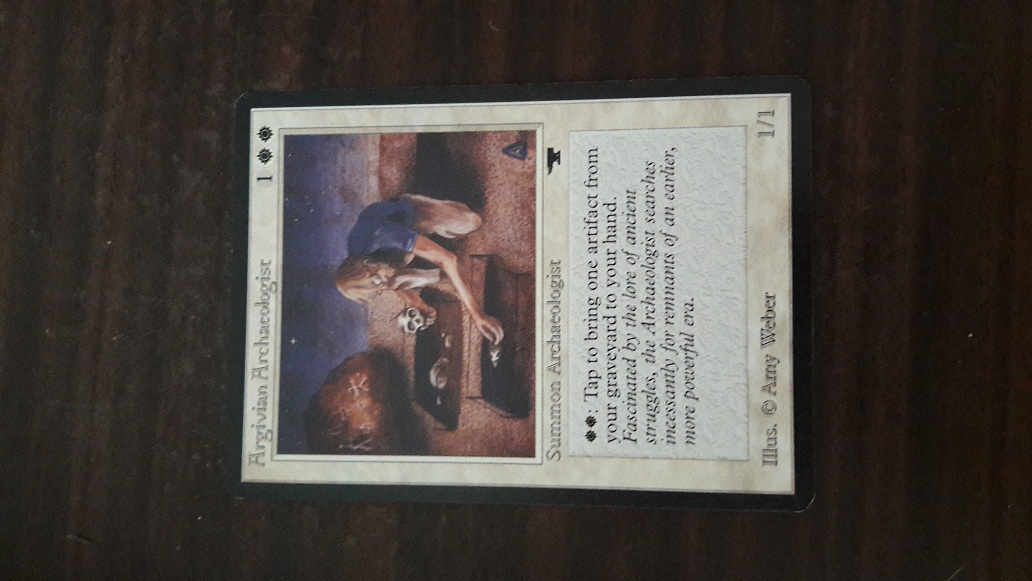 Argivian Archaeologist 1
Summon Archaeologist
: Tap to bring one artifact from
your graveyard to your hand.
Fascinated by the lore of ancient
struggles, the Archaeologist searches
incessantly for remnants of an earlier,
more powerful era.
Illus. © Amy Weber 1/1